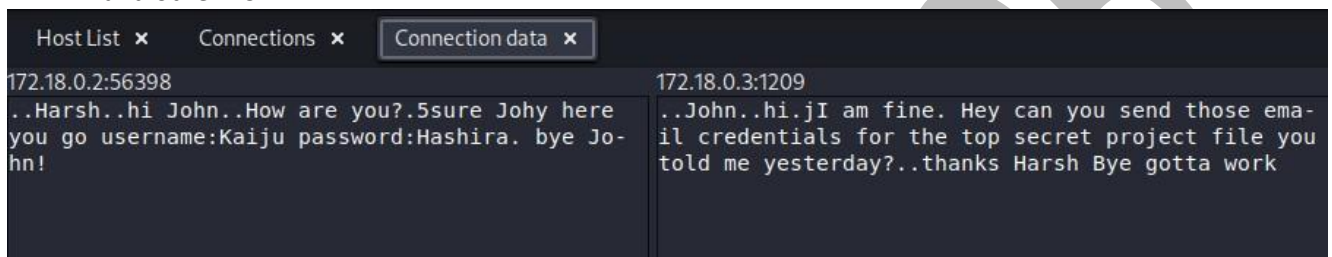 Host List × Connections × Connection data ×
172.18.0.2:56398
..Harsh..hi John..How are you?.5sure Johy here
you go username:Kaiju password:Hashira. bye Jo-
hn!
172.18.0.3:1209
..John..hi.jI am fine. Hey can you send those ema-
il credentials for the top secret project file you
told me yesterday?..thanks Harsh Bye gotta work